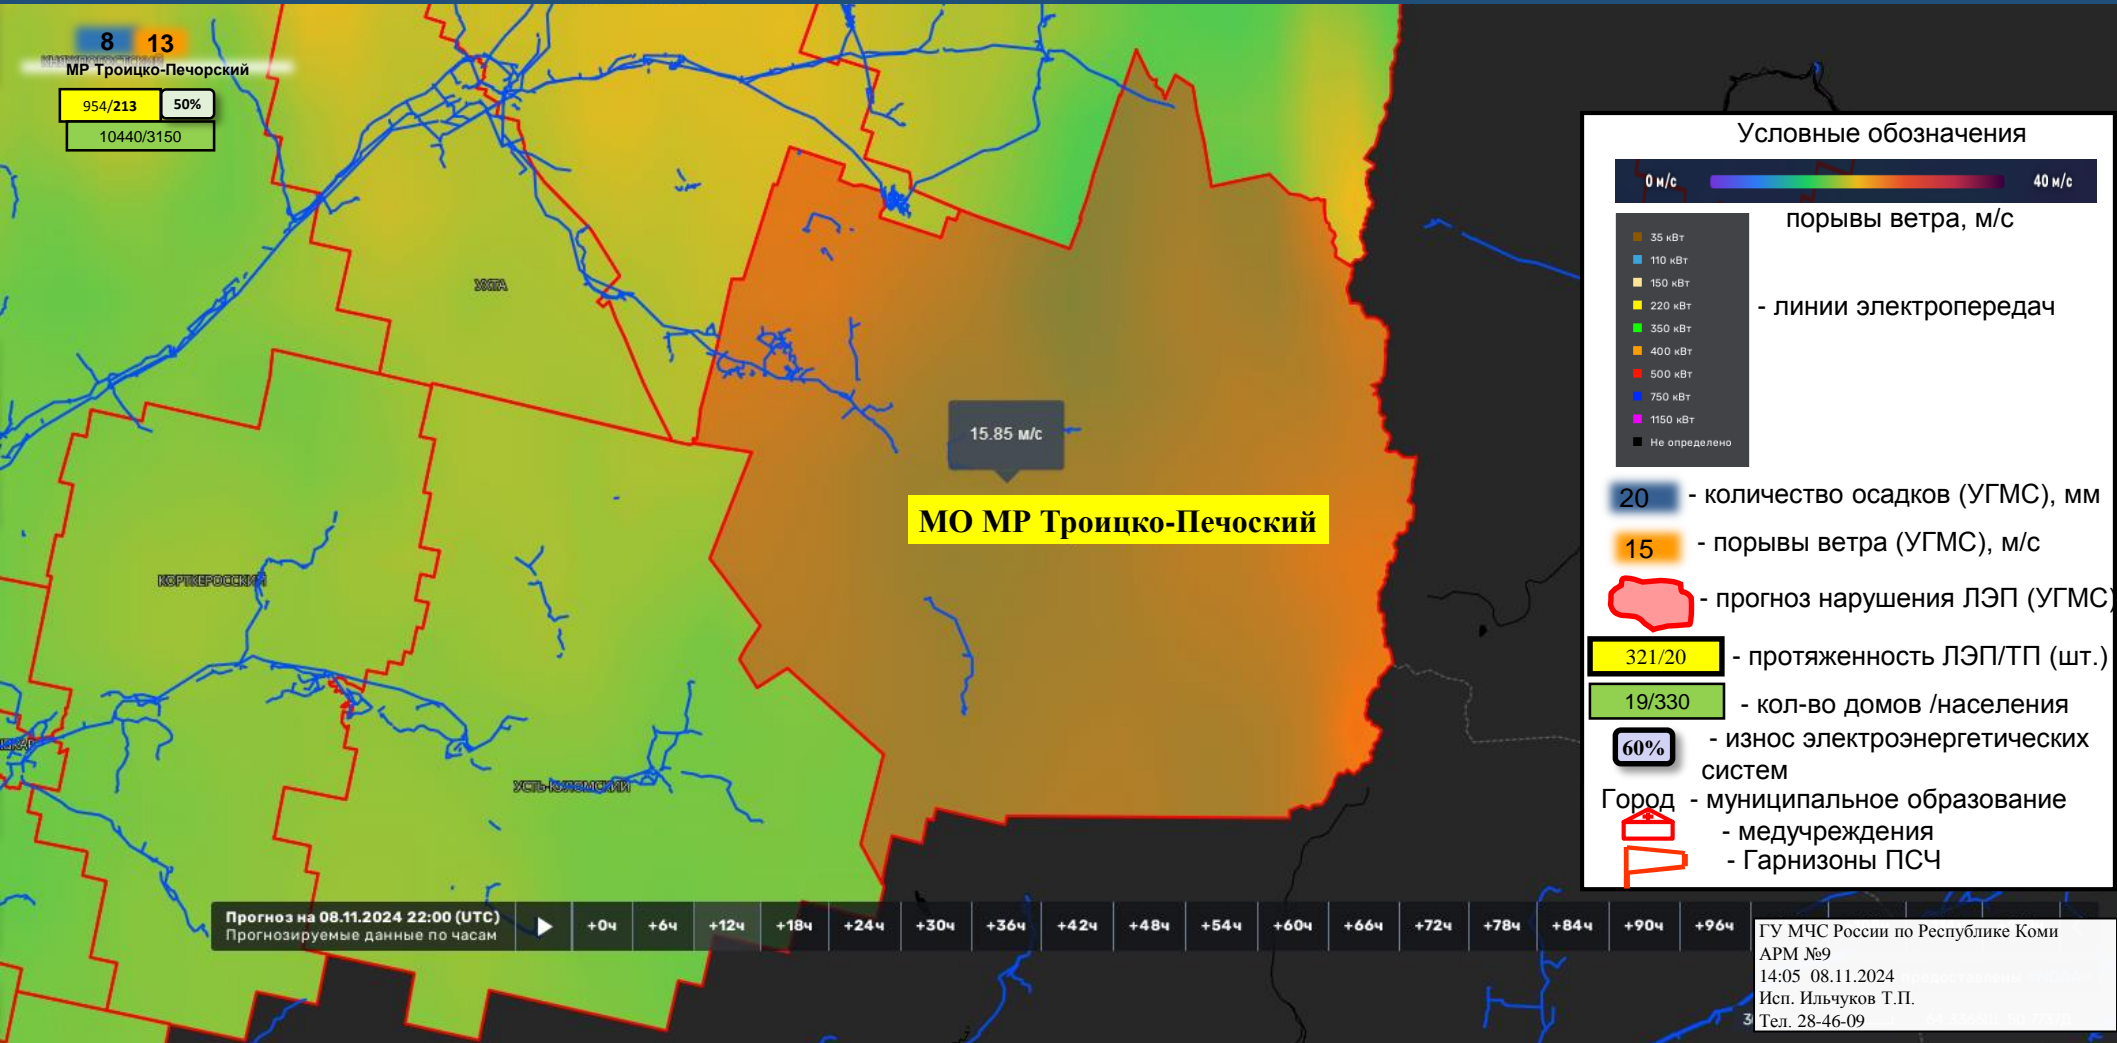 8 13
МР Троицко-Печорский
954/213 50%
10440/3150
УХТА
15.85 м/с
МО МР Троицко-Печоский
КОРТКЕРОССКИЙ
УСТЬ-КУЛОМСКИЙ
Условные обозначения
0 м/с 40 м/с
порывы ветра, м/с
35 кВт
110 кВт
150 кВт
220 кВт
350 кВт
400 кВт
500 кВт
750 кВт
1150 кВт
Не определено
- линии электропередач
20 - количество осадков (УГМС), мм
15 - порывы ветра (УГМС), м/с
- прогноз нарушения ЛЭП (УГМС)
321/20 - протяженность ЛЭП/ТП (шт.)
19/330 - кол-во домов /населения
60% - износ электроэнергетических
систем
Город - муниципальное образование
- медучреждения
- Гарнизоны ПСЧ
Прогноз на 08.11.2024 22:00 (UTC)
Прогнозируемые данные по часам
+0ч +6ч +12ч +18ч +24ч +30ч +36ч +42ч +48ч +54ч +60ч +66ч +72ч +78ч +84ч +90ч +96ч
ГУ МЧС России по Республике Коми
АРМ №9
14:05 08.11.2024
Исп. Ильчуков Т.П.
Тел. 28-46-09